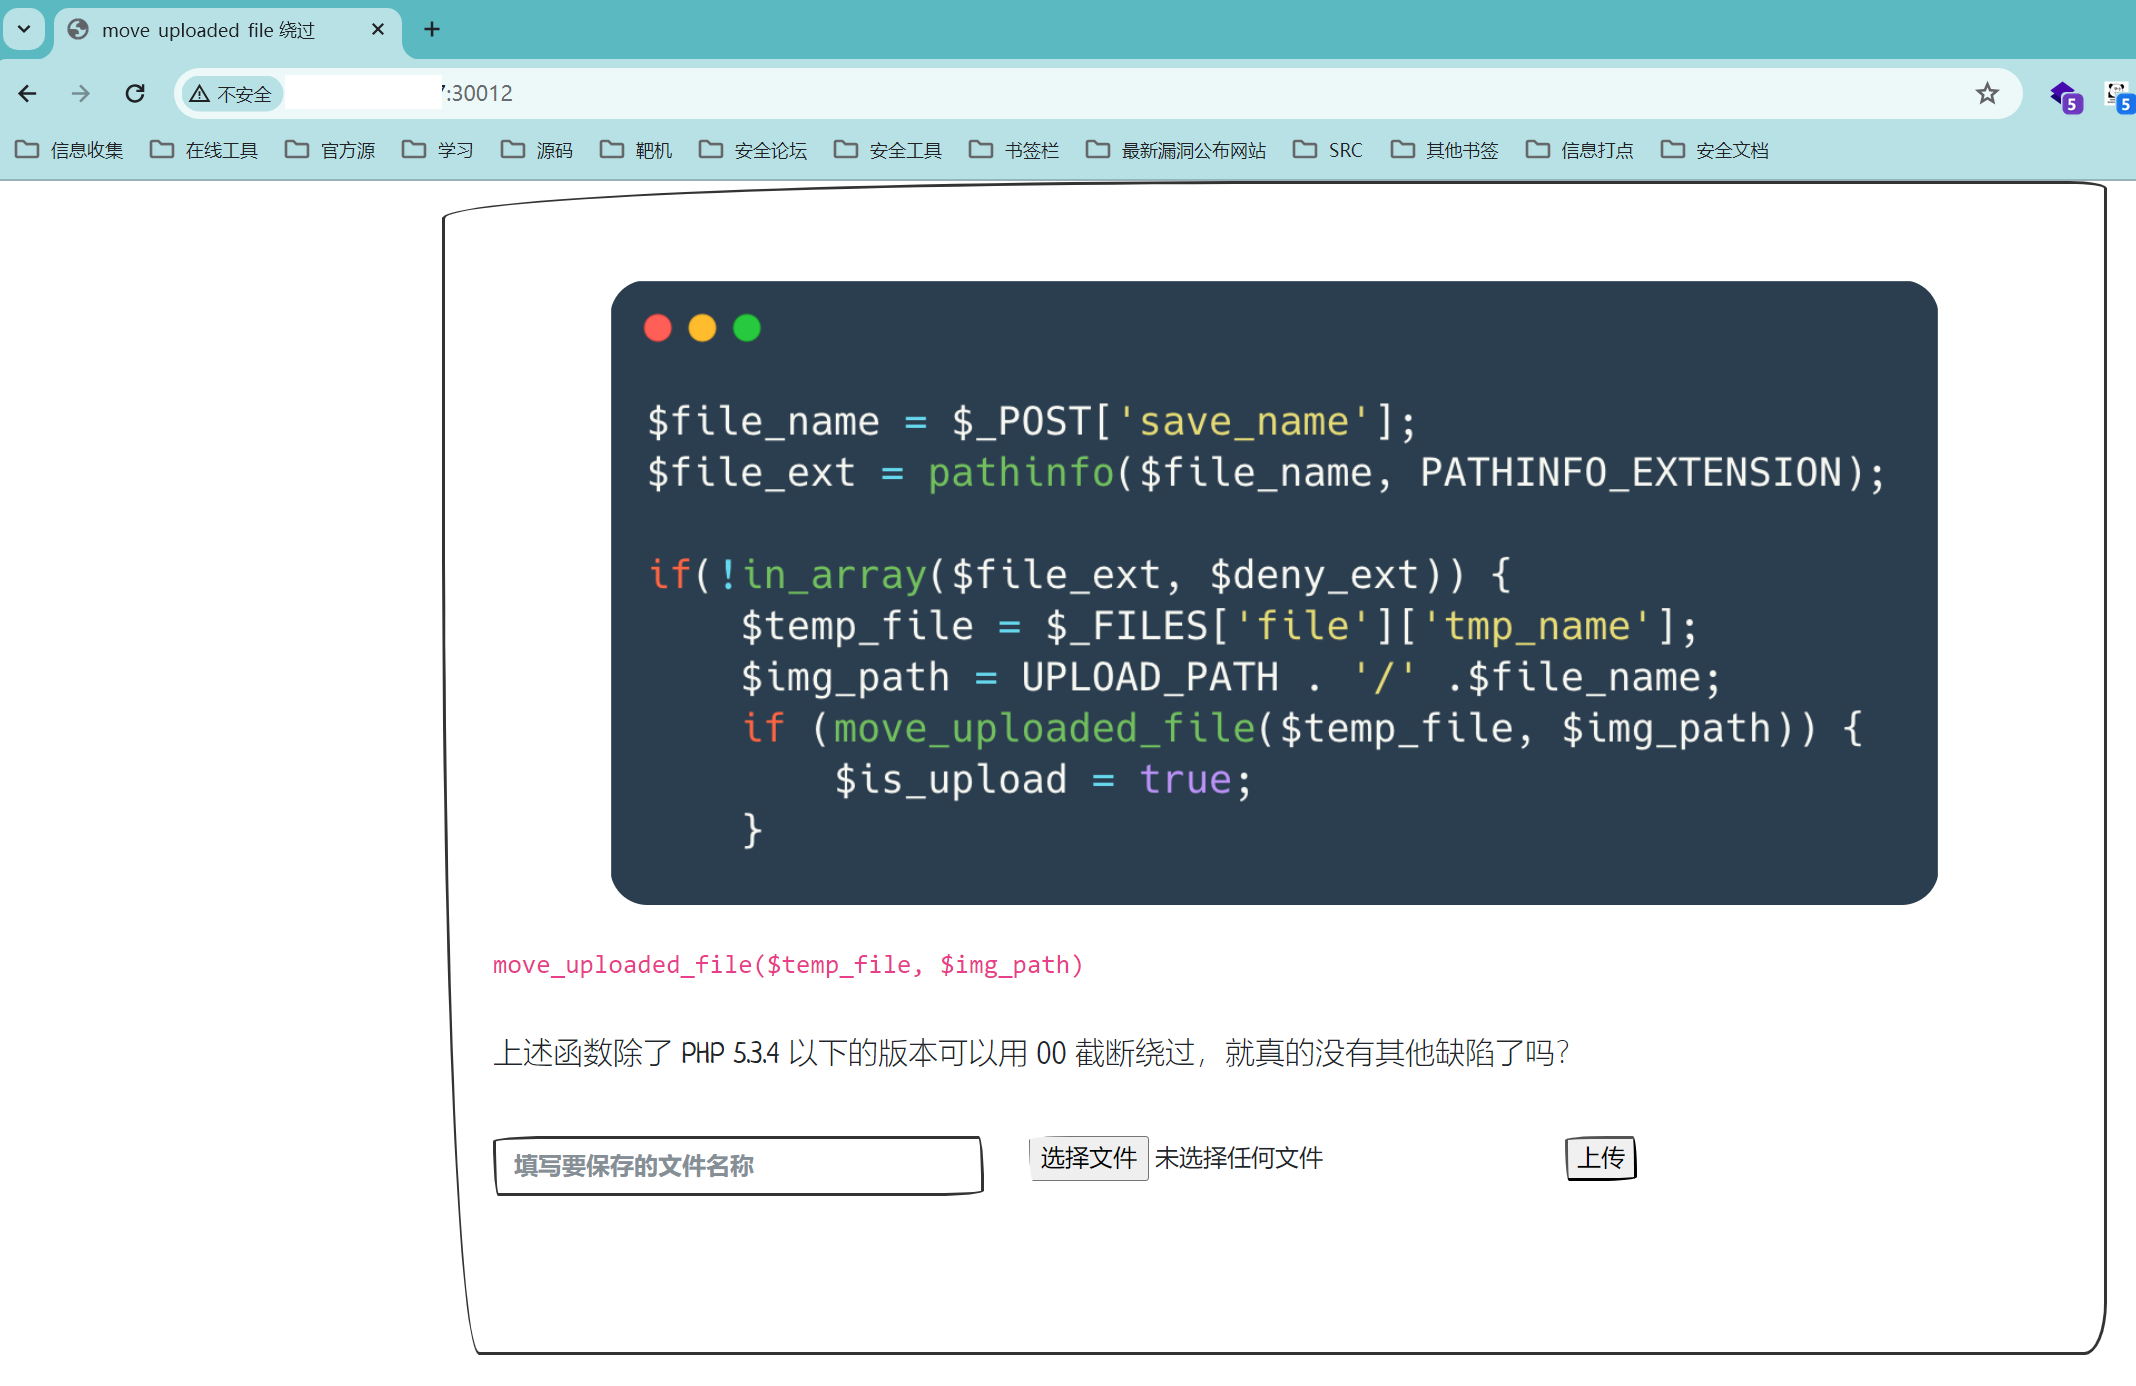 move uploaded file 绕过
不安全
:30012
5
5
信息收集 在线工具 官方源 学习 源码 靶机 安全论坛 安全工具 书签栏 最新漏洞公布网站 SRC 其他书签 信息打点 安全文档
$file_name = $_POST['save_name'];
$file_ext = pathinfo($file_name, PATHINFO_EXTENSION);
if(!in_array($file_ext, $deny_ext)) {
$temp_file = $_FILES['file']['tmp_name'];
$img_path = UPLOAD_PATH . '/' .$file_name;
if (move_uploaded_file($temp_file, $img_path)) {
$is_upload = true;
}
move_uploaded_file($temp_file, $img_path)
上述函数除了 PHP 5.3.4 以下的版本可以用 00 截断绕过，就真的没有其他缺陷了吗?
填写要保存的文件名称 选择文件 未选择任何文件 上传